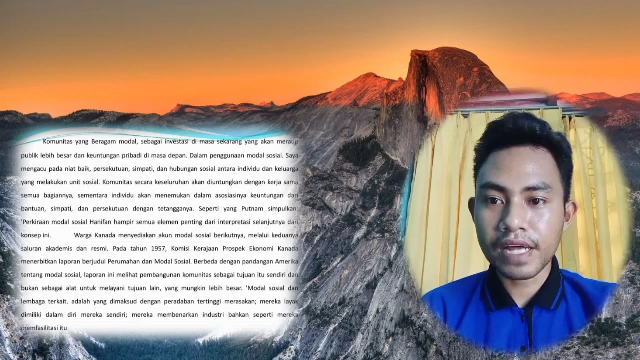 Komunitas yang Beragam modal, sebagai investasi di masa sekarang yang akan meraup
publik lebih besar dan keuntungan pribadi di masa depan. Dalam penggunaan modal sosial. Saya
mengacu pada niat baik, persekutuan, simpati, dan hubungan sosial antara individu dan keluarga
yang melakukan unit sosial. Komunitas secara keseluruhan akan diuntungkan dengan kerja sama
semua bagiannya, sementara individu akan menemukan dalam asosiasinya keuntungan dari
bantuan, simpati, dan persekutuan dengan tetangganya. Seperti yang Putnam simpulkan,
'Perkiraan modal sosial Hanifan hampir semua elemen penting dari interpretasi selanjutnya dari
konsep ini. Warga Kanada menyediakan akun modal sosial berikutnya, melalui keduanya
saluran akademis dan resmi. Pada tahun 1957, Komisi Kerajaan Prospek Ekonomi Kanada
menerbitkan laporan berjudul Perumahan dan Modal Sosial. Berbeda dengan pandangan Amerika
tentang modal sosial, laporan ini melihat pembangunan komunitas sebagai tujuan itu sendiri dan
bukan sebagai alat untuk melayani tujuan lain, yang mungkin lebih besar. 'Modal sosial dan
lembaga terkait. adalah yang dimaksud dengan peradaban tertinggi merasakan; mereka layak
dimiliki dalam diri mereka sendiri; mereka membenarkan industri bahkan seperti mereka
memfasilitasi itu